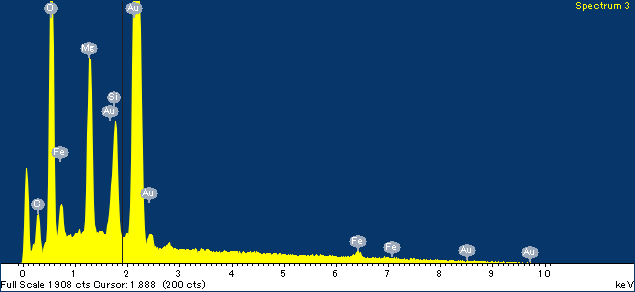 Spectrum 3
O
Au
Mg
Si
Au
Fe
Au
C
Fe
Fe
Au
Au
0 1 2 3 4 5 6 7 8 9 10
Full Scale 1908 cts Cursor: 1.888 (200 cts) keV